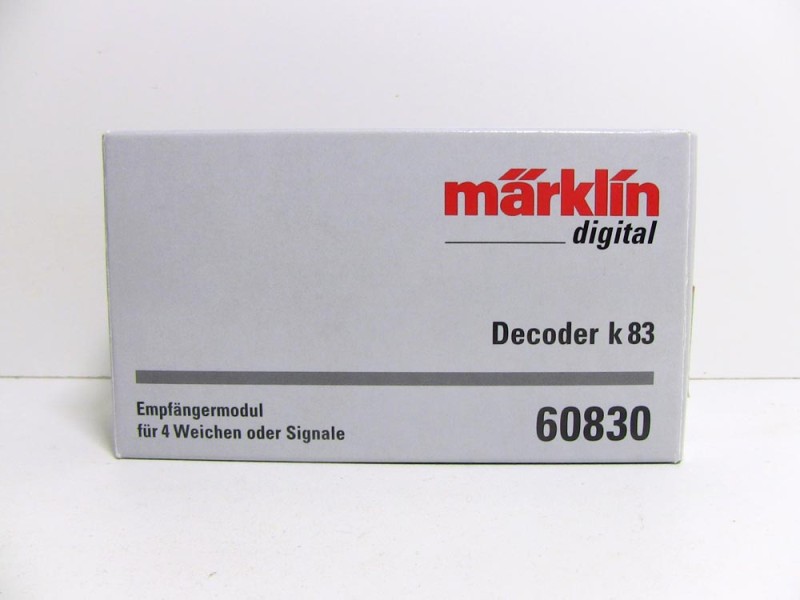 märklin
digital
Decoder k 83
Empfängermodul
für 4 Weichen oder Signale
60830